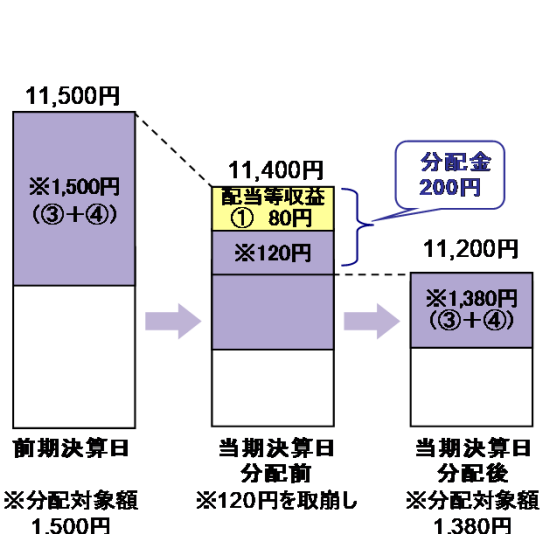 11,500円
※1,500円
(③＋④)
前期決算日
※分配対象額
1,500円
11,400円
配当等収益
① 80円
※120円
当期決算日
分配前
※120円を取崩し
分配金
200円
11,200円
※1,380円
(③＋④)
当期決算日
分配後
※分配対象額
1,380円